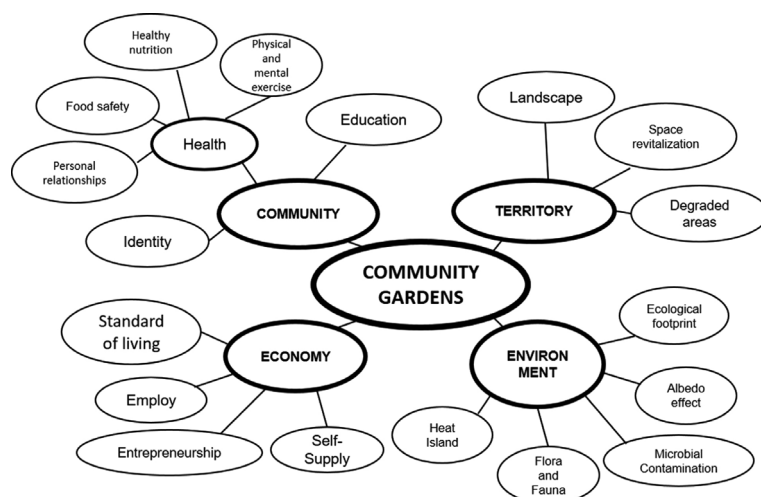 Healthy
nutrition
Physical
and
mental
exercise
Food safety
Health
Personal
relationships
Education
COMMUNITY
Identity
Landscape
Space
revitalization
TERRITORY
Degraded
areas
COMMUNITY
GARDENS
Standard
of living
ECONOMY
Employ
Entrepreneurship
Self-
Supply
ENVIRON
MENT
Ecological
footprint
Albedo
effect
Heat
Island
Flora
and
Fauna
Microbial
Contamination